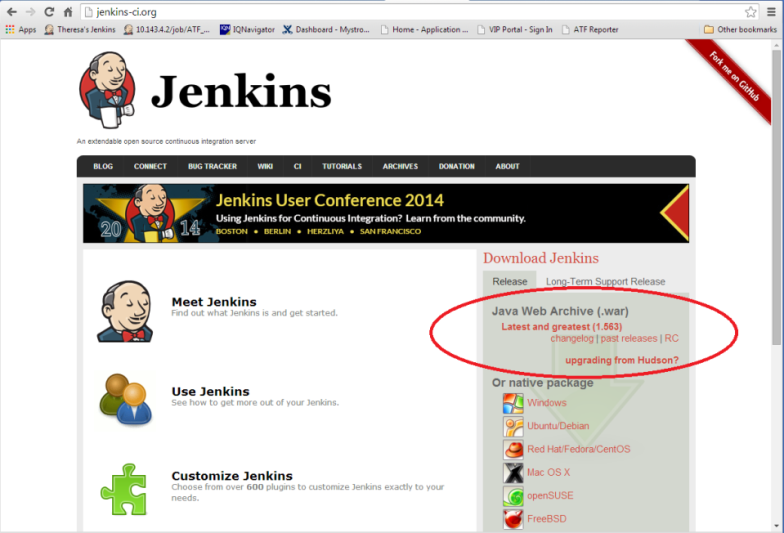 jenkins-ci.org
Apps Theresa's Jenkins 10.143.4.2/job/ATF_... IQNavigator Dashboard - Mystro... Home - Application ... VIP Portal - Sign In ATF Reporter Other bookmarks
Fork me on GitHub
Jenkins
An extendable open source continuous integration server
BLOG CONNECT BUG TRACKER WIKI CI TUTORIALS ARCHIVES DONATION ABOUT
Jenkins User Conference 2014
Using Jenkins for Continuous Integration? Learn from the community.
20 14 BOSTON • BERLIN • HERZLIYA • SAN FRANCISCO
Download Jenkins
Release Long-Term Support Release
Java Web Archive (.war)
Latest and greatest (1.563)
changelog | past releases | RC
upgrading from Hudson?
Or native package
Windows
Ubuntu/Debian
Red Hat/Fedora/CentOS
Mac OS X
openSUSE
FreeBSD
Meet Jenkins
Find out what Jenkins is and get started.
Use Jenkins
See how to get more out of your Jenkins.
Customize Jenkins
Choose from over 600 plugins to customize Jenkins exactly to your
needs.